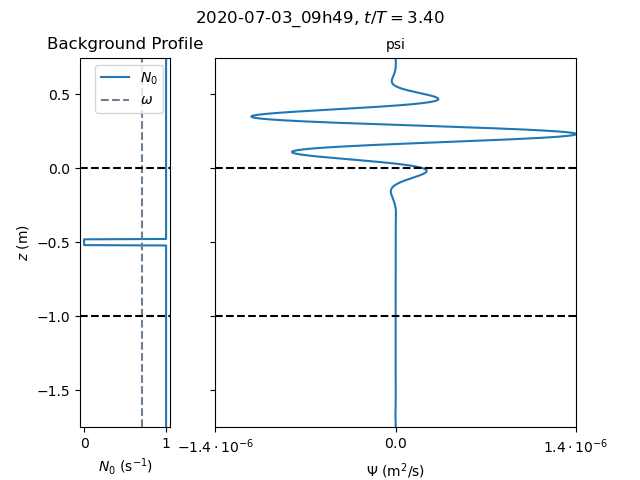 2020-07-03_09h49, t/T = 3.40
Background Profile
psi
N₀
ω
0.5
0.0
−0.5
−1.0
−1.5
z (m)
0
1
N₀ (s⁻¹)
−1.4 · 10⁻⁶
0.0
1.4 · 10⁻⁶
Ψ (m²/s)